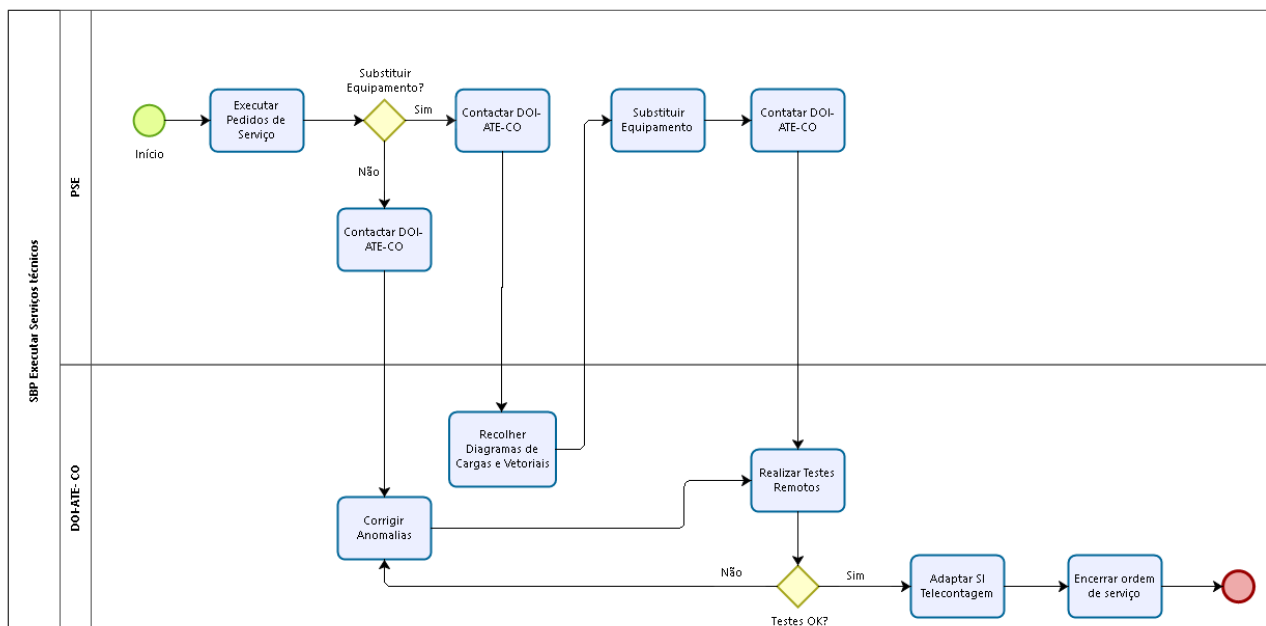 SBP Executar Serviços técnicos
PSE
Início
Executar
Pedidos de
Serviço
Substituir
Equipamento?
Sim
Não
Contactar DOI-
ATE-CO
Contactar DOI-
ATE-CO
Substituir
Equipamento
Contatar DOI-
ATE-CO
DOI-ATE- CO
Recolher
Diagramas de
Cargas e Vetoriais
Corrigir
Anomalias
Realizar Testes
Remotos
Não
Sim
Testes OK?
Adaptar SI
Telecontagem
Encerrar ordem
de serviço